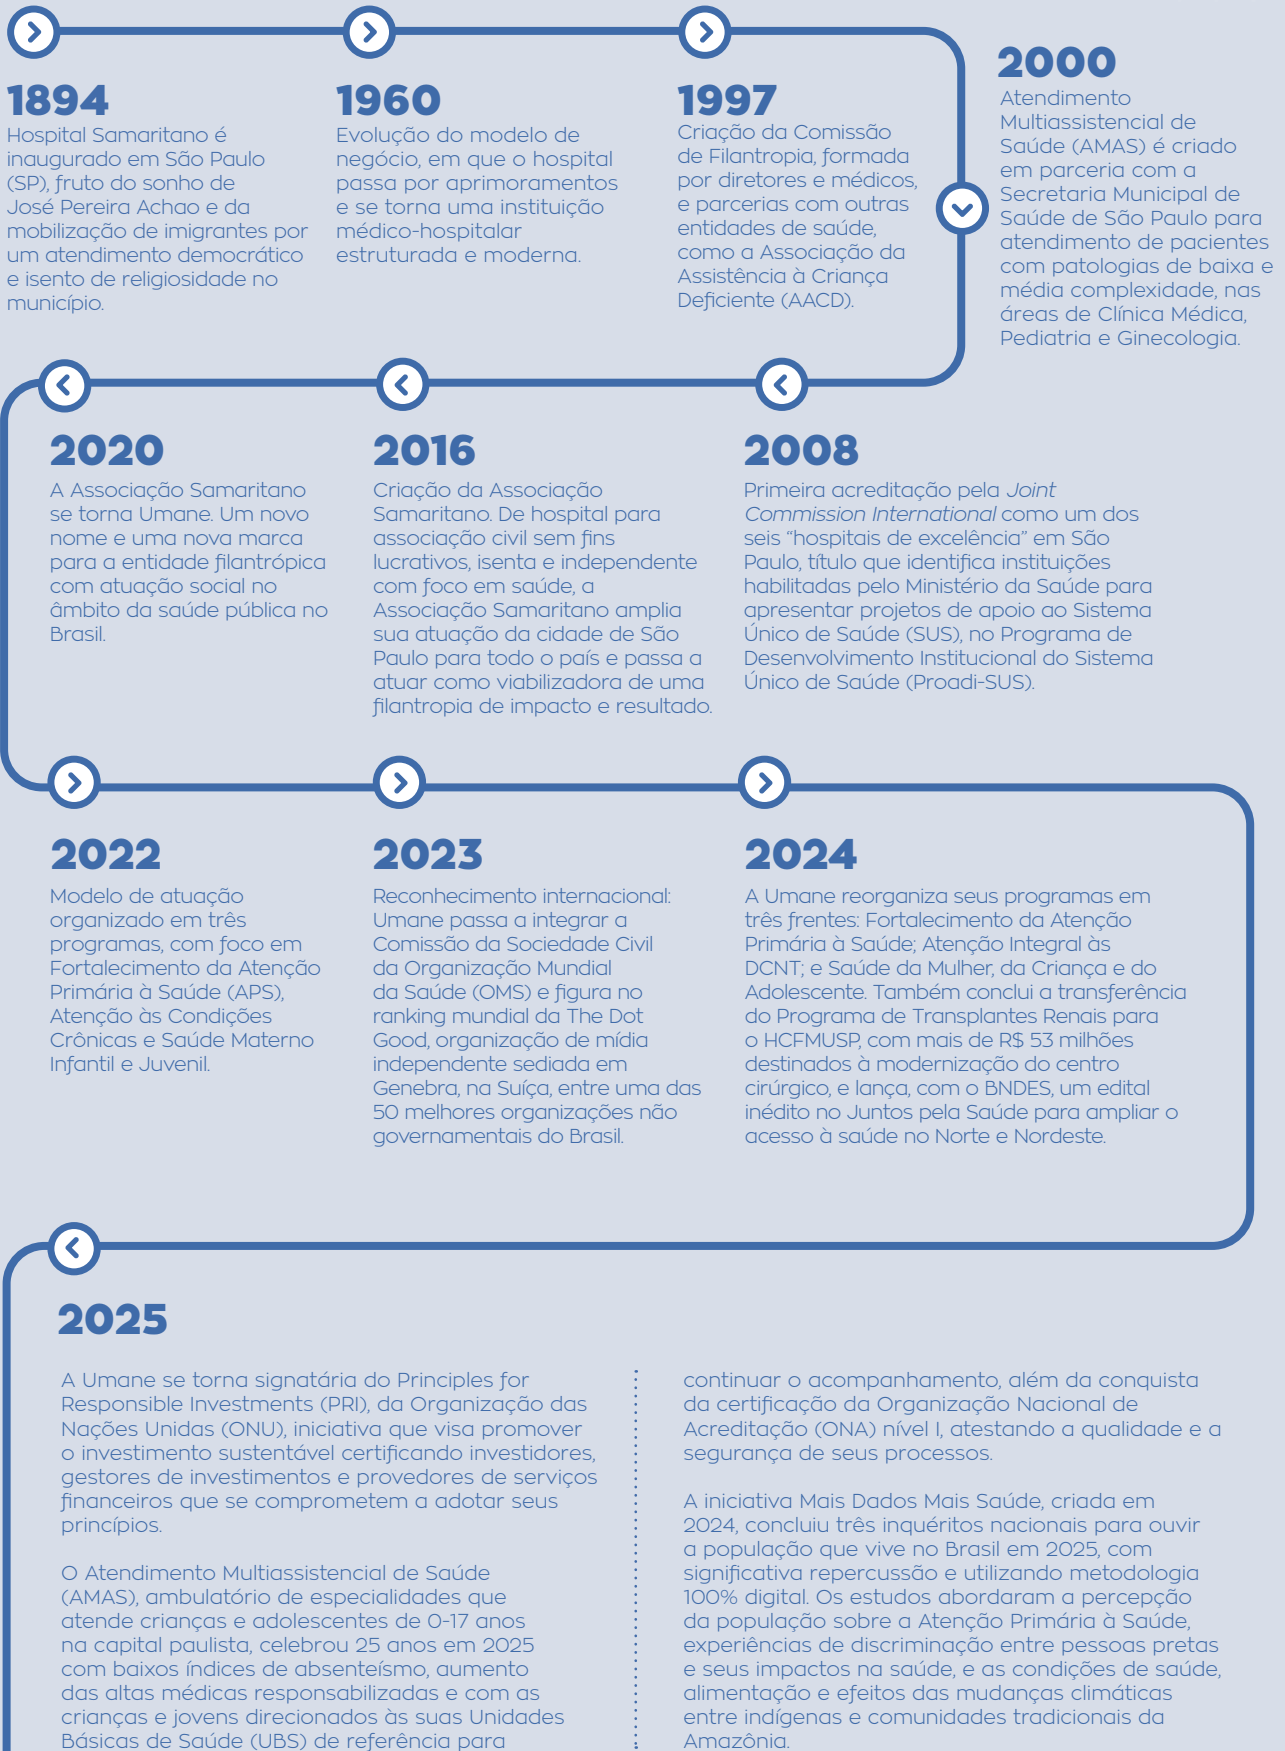 1894
Hospital Samaritano é
inaugurado em São Paulo
(SP), fruto do sonho de
José Pereira Achao e da
mobilização de imigrantes por
um atendimento democrático
e isento de religiosidade no
município.
1960
Evolução do modelo de
negócio, em que o hospital
passa por aprimoramentos
e se torna uma instituição
médico-hospitalar
estruturada e moderna.
1997
Criação da Comissão
de Filantropia, formada
por diretores e médicos,
e parcerias com outras
entidades de saúde,
como a Associação da
Assistência à Criança
Deficiente (AACD).
2000
Atendimento
Multiassistencial de
Saúde (AMAS) é criado
em parceria com a
Secretaria Municipal de
Saúde de São Paulo para
atendimento de pacientes
com patologias de baixa e
média complexidade, nas
áreas de Clínica Médica,
Pediatria e Ginecologia.
2008
Primeira acreditação pela Joint
Commission International como um dos
seis “hospitais de excelência” em São
Paulo, título que identifica instituições
habilitadas pelo Ministério da Saúde para
apresentar projetos de apoio ao Sistema
Único de Saúde (SUS), no Programa de
Desenvolvimento Institucional do Sistema
Único de Saúde (Proadi-SUS).
2016
Criação da Associação
Samaritano. De hospital para
associação civil sem fins
lucrativos, isenta e independente
com foco em saúde, a
Associação Samaritano amplia
sua atuação da cidade de São
Paulo para todo o país e passa a
atuar como viabilizadora de uma
filantropia de impacto e resultado.
2020
A Associação Samaritano
se torna Umane. Um novo
nome e uma nova marca
para a entidade filantrópica
com atuação social no
âmbito da saúde pública no
Brasil.
2022
Modelo de atuação
organizado em três
programas, com foco em
Fortalecimento da Atenção
Primária à Saúde (APS),
Atenção às Condições
Crônicas e Saúde Materno
Infantil e Juvenil.
2023
Reconhecimento internacional:
Umane passa a integrar a
Comissão da Sociedade Civil
da Organização Mundial
da Saúde (OMS) e figura no
ranking mundial da The Dot
Good, organização de mídia
independente sediada em
Genebra, na Suíça, entre uma das
50 melhores organizações não
governamentais do Brasil.
2024
A Umane reorganiza seus programas em
três frentes: Fortalecimento da Atenção
Primária à Saúde; Atenção Integral às
DCNT; e Saúde da Mulher, da Criança e do
Adolescente. Também conclui a transferência
do Programa de Transplantes Renais para
o HCFMUSP, com mais de R$ 53 milhões
destinados à modernização do centro
cirúrgico, e lança, com o BNDES, um edital
inédito no Juntos pela Saúde para ampliar o
acesso à saúde no Norte e Nordeste.
2025
A Umane se torna signatária do Principles for
Responsible Investments (PRI), da Organização das
Nações Unidas (ONU), iniciativa que visa promover
o investimento sustentável certificando investidores,
gestores de investimentos e provedores de serviços
financeiros que se comprometem a adotar seus
princípios.
O Atendimento Multiassistencial de Saúde
(AMAS), ambulatório de especialidades que
atende crianças e adolescentes de 0-17 anos
na capital paulista, celebrou 25 anos em 2025
com baixos índices de absenteísmo, aumento
das altas médicas responsabilizadas e com as
crianças e jovens direcionados às suas Unidades
Básicas de Saúde (UBS) de referência para
continuar o acompanhamento, além da conquista
da certificação da Organização Nacional de
Acreditação (ONA) nível I, atestando a qualidade e a
segurança de seus processos.
A iniciativa Mais Dados Mais Saúde, criada em
2024, concluiu três inquéritos nacionais para ouvir
a população que vive no Brasil em 2025, com
significativa repercussão e utilizando metodologia
100% digital. Os estudos abordaram a percepção
da população sobre a Atenção Primária à Saúde,
experiências de discriminação entre pessoas pretas
e seus impactos na saúde, e as condições de saúde,
alimentação e efeitos das mudanças climáticas
entre indígenas e comunidades tradicionais da
Amazônia.